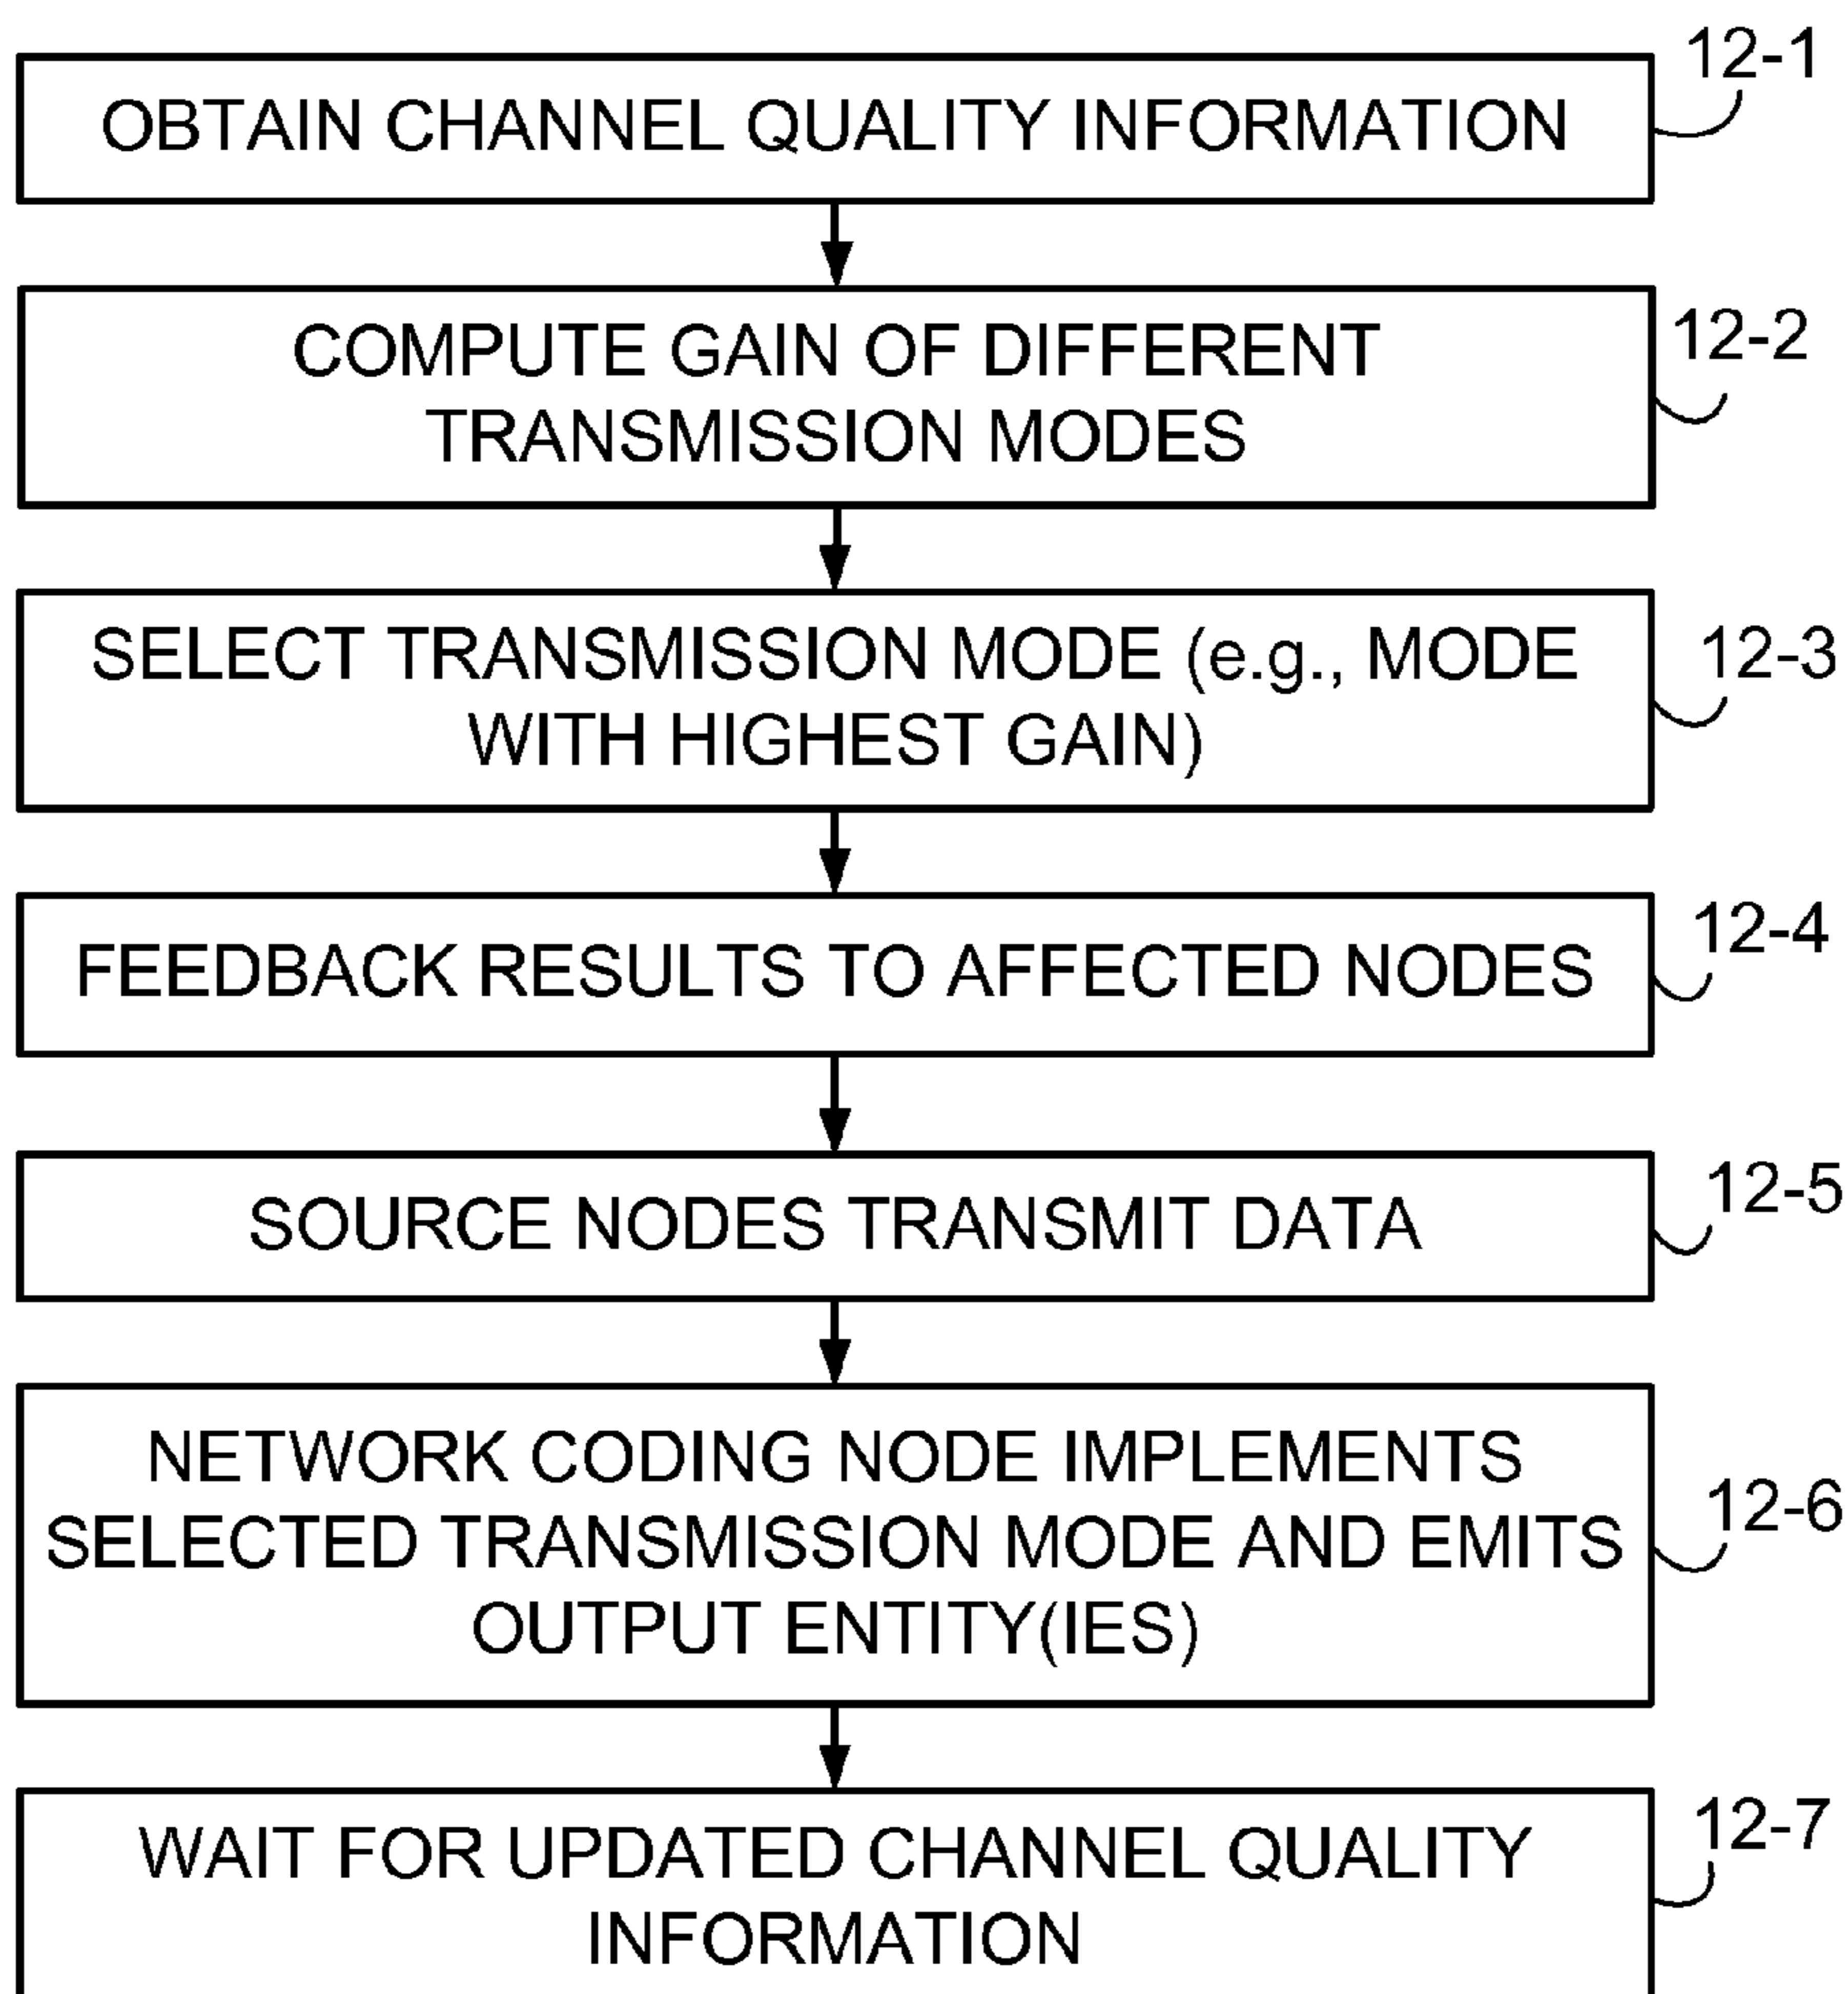 12-1
OBTAIN CHANNEL QUALITY INFORMATION
12-2
COMPUTE GAIN OF DIFFERENT
TRANSMISSION MODES
12-3
SELECT TRANSMISSION MODE (e.g., MODE
WITH HIGHEST GAIN)
12-4
FEEDBACK RESULTS TO AFFECTED NODES
12-5
SOURCE NODES TRANSMIT DATA
12-6
NETWORK CODING NODE IMPLEMENTS
SELECTED TRANSMISSION MODE AND EMITS
OUTPUT ENTITY(IES)
12-7
WAIT FOR UPDATED CHANNEL QUALITY
INFORMATION